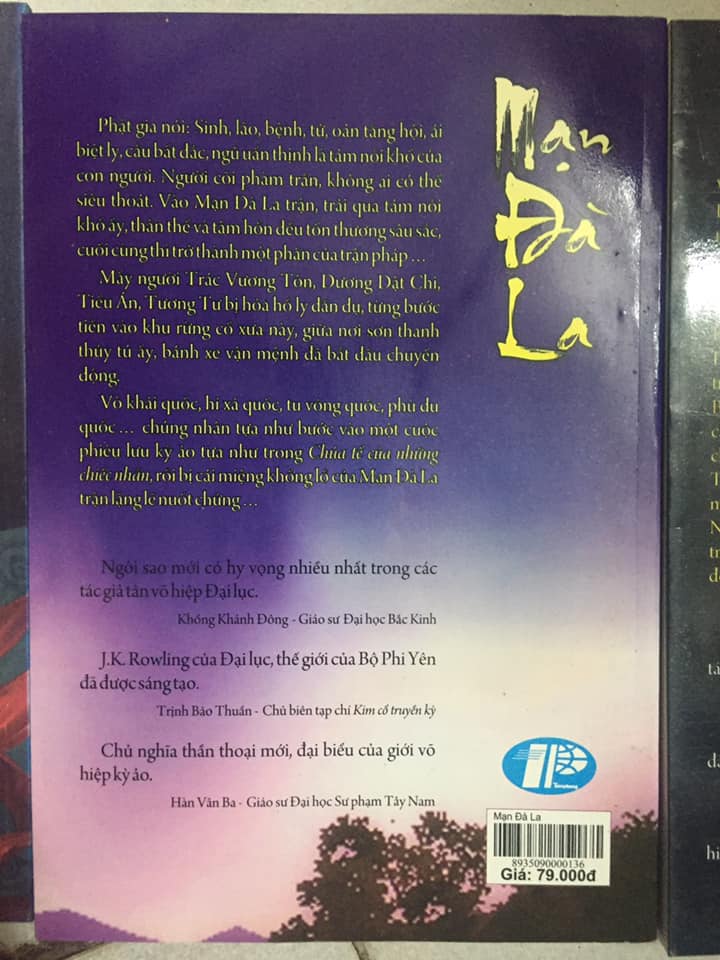 Mạn
Đà
La
Phật gia nói: Sinh, lão, bệnh, tử, oán tăng hội, ái
biệt ly, cầu bất đắc, ngũ uẩn thịnh là tám nỗi khổ của
con người. Người cõi phàm trần, không ai có thể
siêu thoát. Vào Mạn Đà La trận, trải qua tám nỗi
khổ ấy, thân thể và tâm hồn đều tổn thương sâu sắc,
cuối cùng thì trở thành một phần của trận pháp ...
Mấy người Trác Vương Tôn, Dương Dật Chi,
Tiểu Ấn, Tương Tư bị hỏa hồ ly dẫn dụ, từng bước
tiến vào khu rừng cổ xưa này, giữa nơi sơn thanh
thủy tú ấy, bánh xe vận mệnh đã bắt đầu chuyển
động.
Vô khải quốc, hỉ xả quốc, tu vong quốc, phù du
quốc ... chúng nhân tựa như bước vào một cuộc
phiêu lưu kỳ ảo tựa như trong Chúa tể của những
chiếc nhẫn, rồi bị cái miệng khổng lồ của Mạn Đà La
trận lặng lẽ nuốt chửng ...
Ngôi sao mới có hy vọng nhiều nhất trong các
tác giả tân võ hiệp Đại lục.
Khổng Khánh Đông - Giáo sư Đại học Bắc Kinh
J.K. Rowling của Đại lục, thế giới của Bộ Phi Yên
đã được sáng tạo.
Trịnh Bảo Thuần - Chủ biên tạp chí Kim cổ truyền kỳ
Chủ nghĩa thần thoại mới, đại biểu của giới võ
hiệp kỳ ảo.
Hàn Vân Ba - Giáo sư Đại học Sư phạm Tây Nam
Mạn Đà La
8935090000136
Giá: 79.000đ